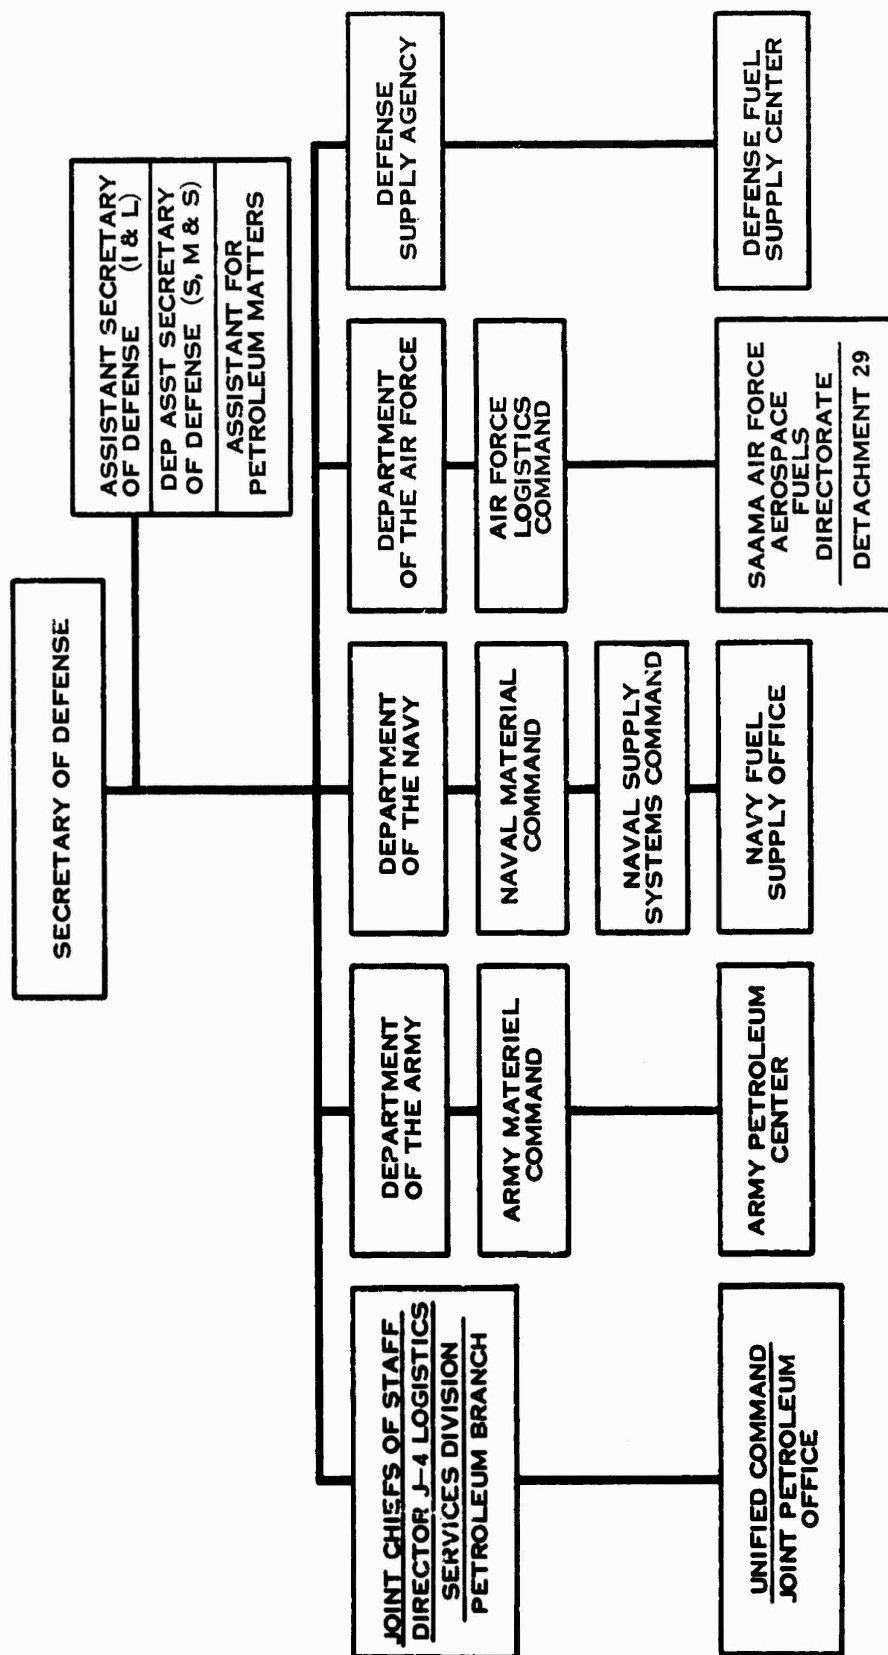 SECRETARY OF DEFENSE
ASSISTANT SECRETARY
OF DEFENSE (I & L)
DEP ASST SECRETARY
OF DEFENSE (S, M & S)
ASSISTANT FOR
PETROLEUM MATTERS
JOINT CHIEFS OF STAFF
DIRECTOR J-4 LOGISTICS
SERVICES DIVISION
PETROLEUM BRANCH
DEPARTMENT
OF THE ARMY
DEPARTMENT
OF THE NAVY
DEPARTMENT
OF THE AIR FORCE
DEFENSE
SUPPLY AGENCY
ARMY MATERIEL
COMMAND
NAVAL MATERIAL
COMMAND
AIR FORCE
LOGISTICS
COMMAND
NAVAL SUPPLY
SYSTEMS COMMAND
UNIFIED COMMAND
JOINT PETROLEUM
OFFICE
ARMY PETROLEUM
CENTER
NAVY FUEL
SUPPLY OFFICE
SAAMA AIR FORCE
AEROSPACE
FUELS
DIRECTORATE
DETACHMENT 29
DEFENSE FUEL
SUPPLY CENTER